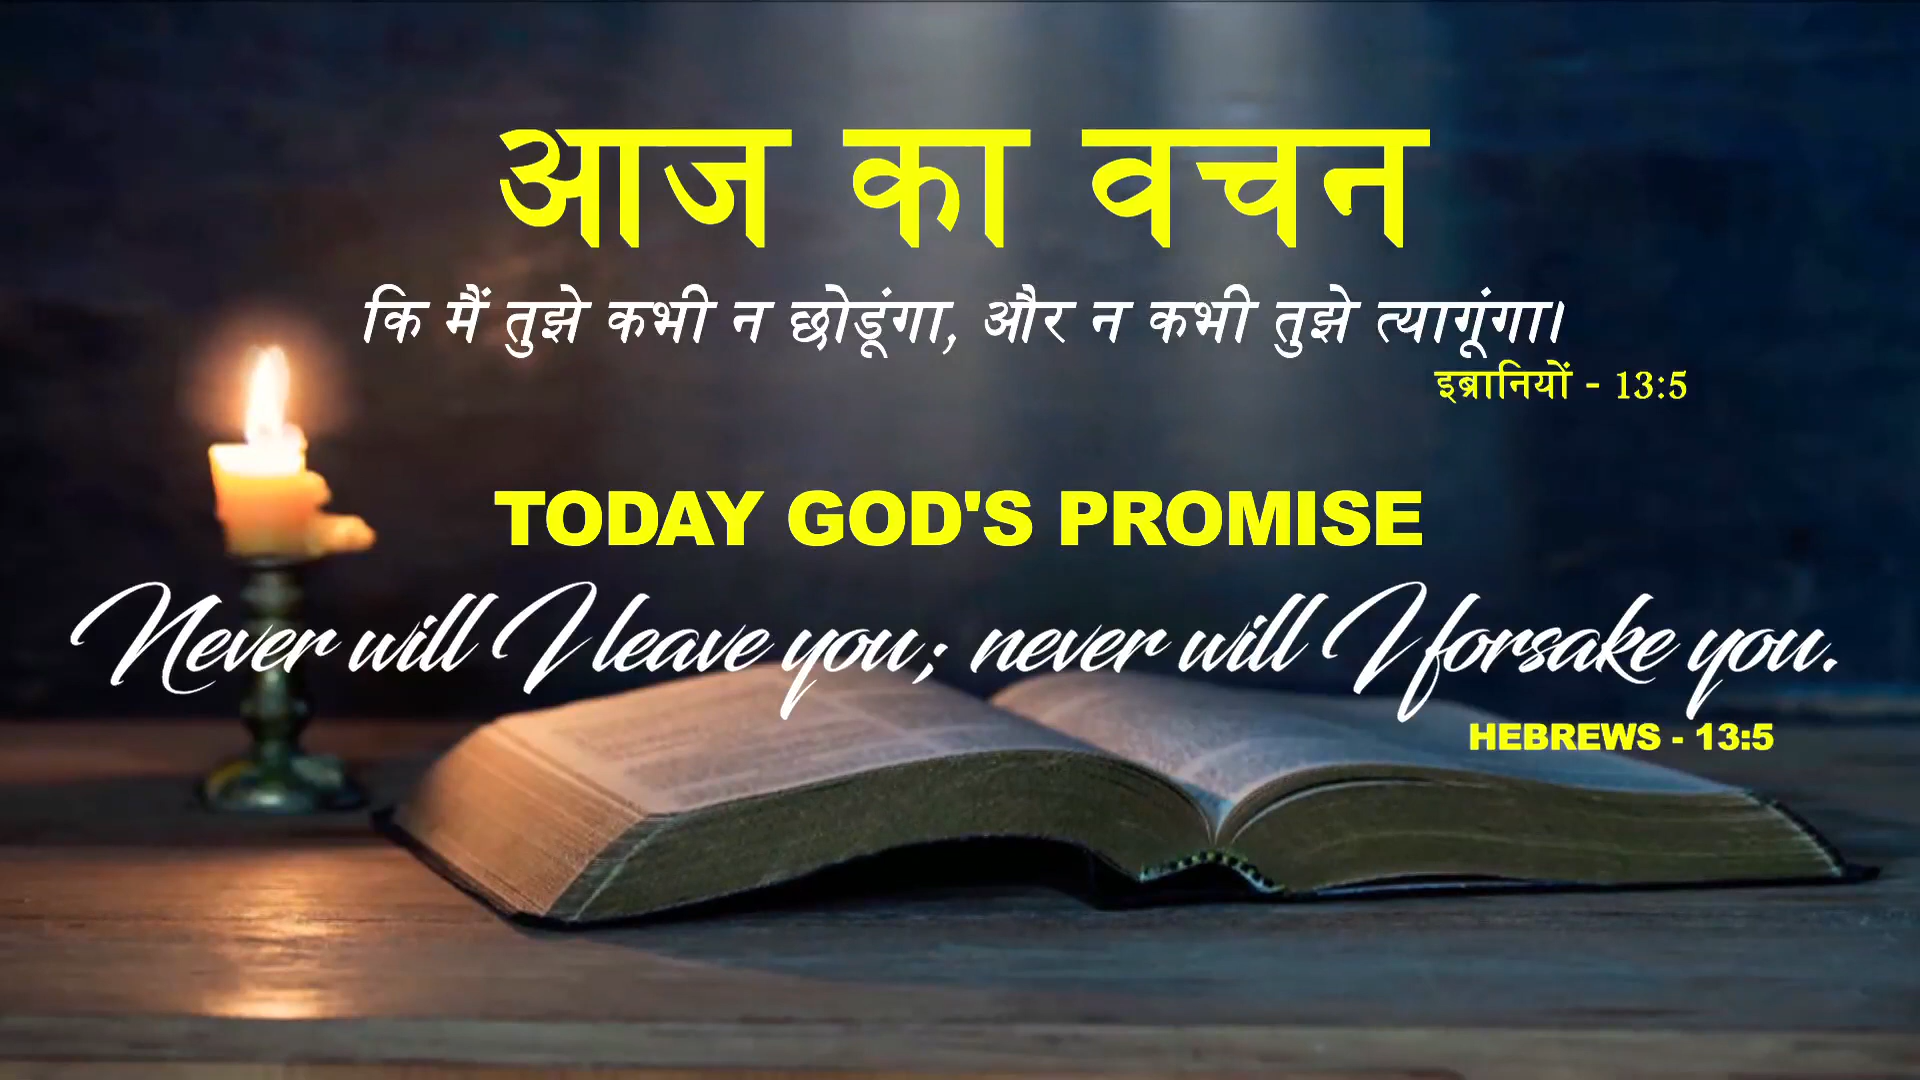 आज का वचन
कि मैं तुझे कभी न छोडूंगा, और न कभी तुझे त्यागूंगा।
इब्रानियों - 13:5
TODAY GOD'S PROMISE
Never will I leave you; never will I forsake you.
HEBREWS - 13:5